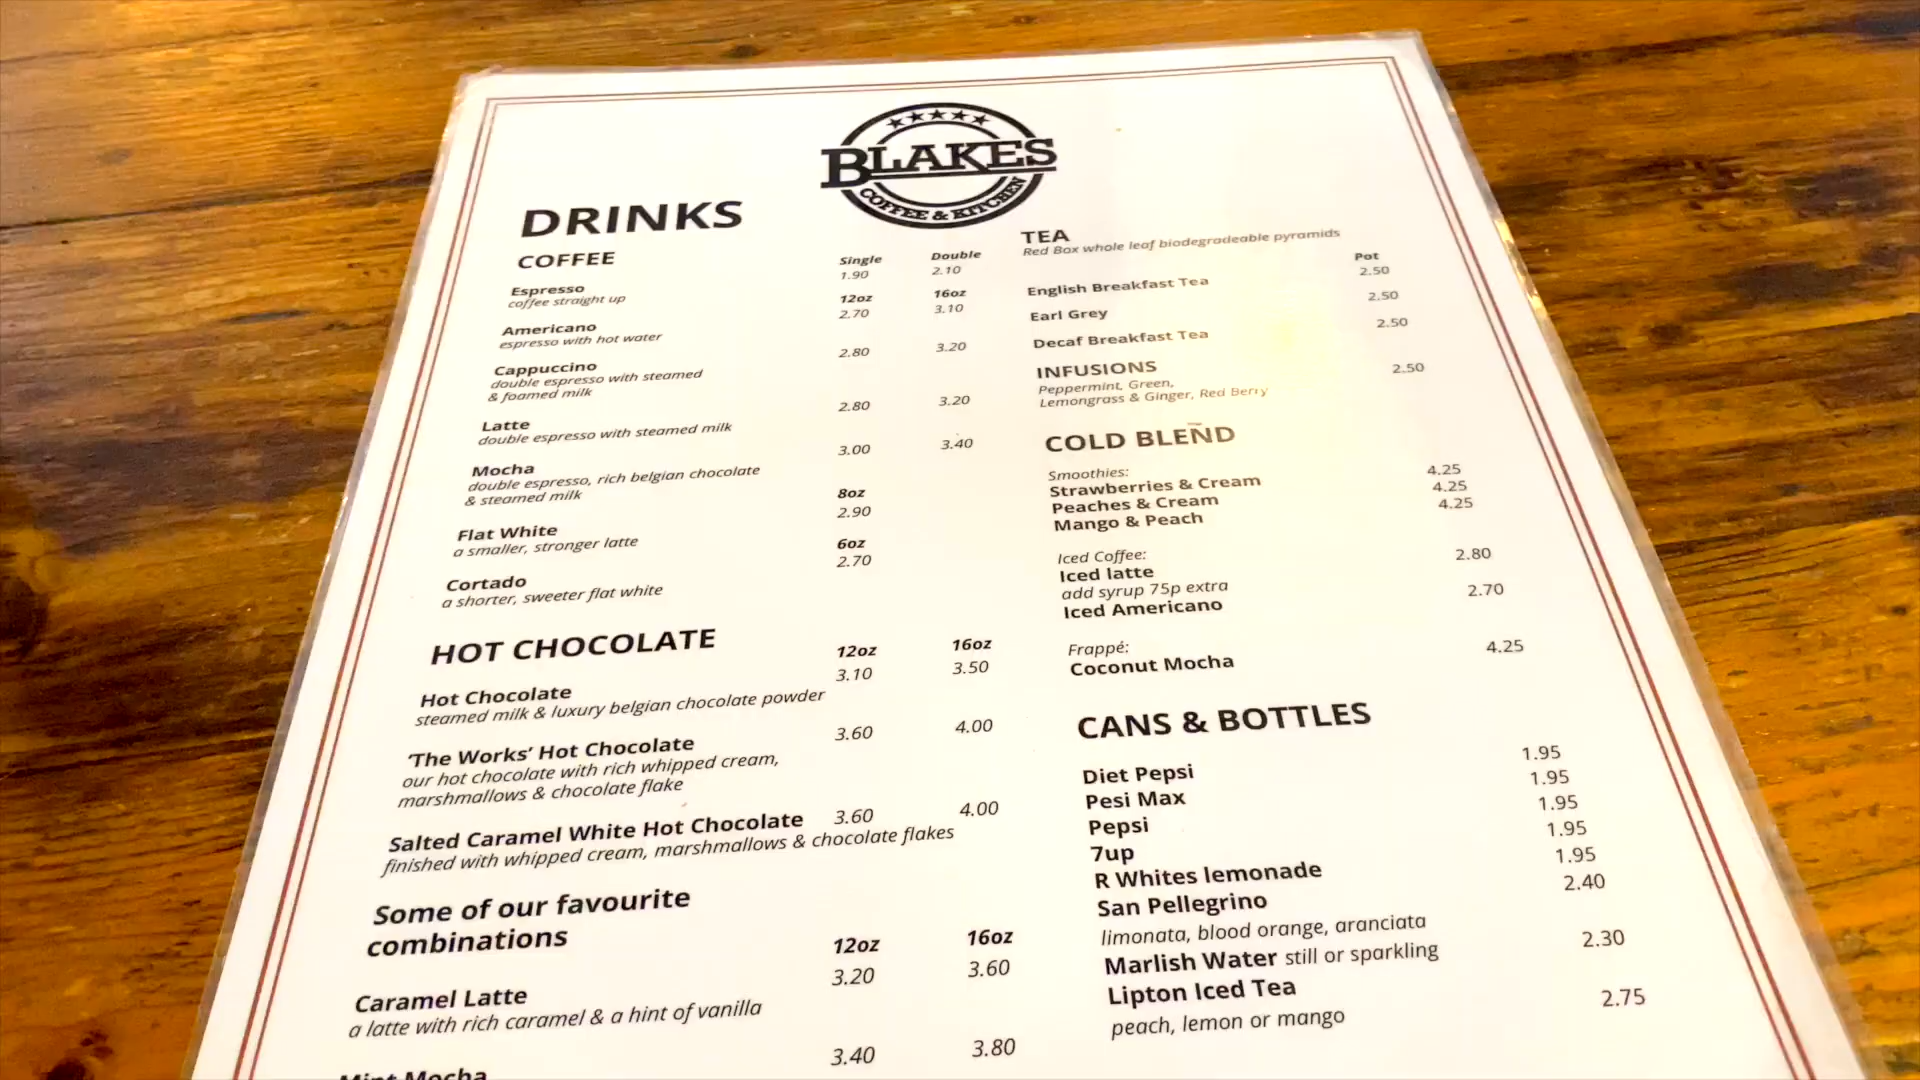 BLAKES
COFFEE & KITCHEN
DRINKS
COFFEE
Single Double
1.90 2.10
Espresso
coffee straight up
12oz 16oz
2.70 3.10
Americano
espresso with hot water
2.80 3.20
Cappuccino
double espresso with steamed
& foamed milk
2.80 3.20
Latte
double espresso with steamed milk
3.00 3.40
Mocha
double espresso, rich belgian chocolate
& steamed milk
8oz
2.90
Flat White
a smaller, stronger latte
6oz
2.70
Cortado
a shorter, sweeter flat white
HOT CHOCOLATE
12oz 16oz
3.10 3.50
Hot Chocolate
steamed milk & luxury belgian chocolate powder
3.60 4.00
‘The Works’ Hot Chocolate
our hot chocolate with rich whipped cream,
marshmallows & chocolate flake
Salted Caramel White Hot Chocolate 3.60 4.00
finished with whipped cream, marshmallows & chocolate flakes
Some of our favourite
combinations
12oz 16oz
3.20 3.60
Caramel Latte
a latte with rich caramel & a hint of vanilla
3.40 3.80
Mint Mocha
TEA
Red Box whole leaf biodegradeable pyramids
Pot
English Breakfast Tea 2.50
Earl Grey 2.50
Decaf Breakfast Tea 2.50
INFUSIONS 2.50
Peppermint, Green,
Lemongrass & Ginger, Red Berry
COLD BLEND
Smoothies:
Strawberries & Cream 4.25
Peaches & Cream 4.25
Mango & Peach 4.25
Iced Coffee:
Iced latte 2.80
add syrup 75p extra
Iced Americano 2.70
Frappé:
Coconut Mocha 4.25
CANS & BOTTLES
Diet Pepsi 1.95
Pesi Max 1.95
Pepsi 1.95
7up 1.95
R Whites lemonade 1.95
San Pellegrino 2.40
limonata, blood orange, aranciata
Marlish Water still or sparkling 2.30
Lipton Iced Tea 2.75
peach, lemon or mango